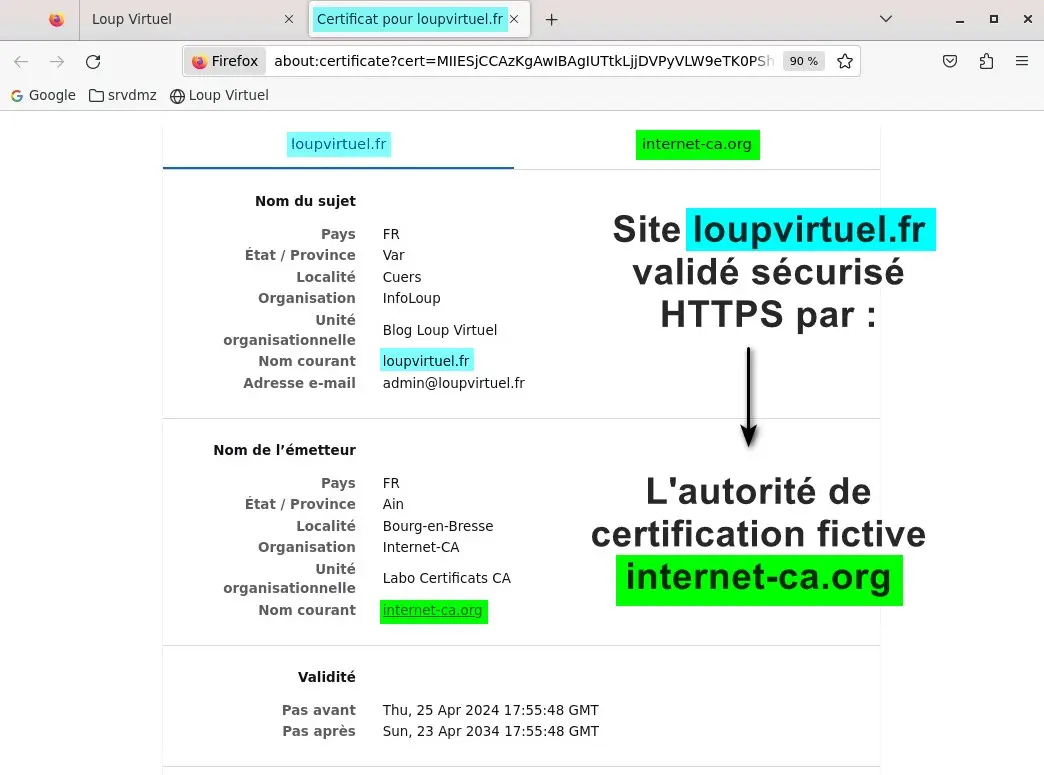 Loup Virtuel
Certificat pour loupvirtuel.fr
Firefox
about:certificate?cert=MIIESjCCAzKgAwIBAgIUTtkLjjDVPyVLW9eTK0PSh
90 %
Google
srvdmz
Loup Virtuel
loupvirtuel.fr
internet-ca.org
Nom du sujet
Pays FR
État / Province Var
Localité Cuers
Organisation InfoLoup
Unité
organisationnelle Blog Loup Virtuel
Nom courant loupvirtuel.fr
Adresse e-mail admin@loupvirtuel.fr
Site loupvirtuel.fr
validé sécurisé
HTTPS par :
Nom de l’émetteur
Pays FR
État / Province Ain
Localité Bourg-en-Bresse
Organisation Internet-CA
Unité
organisationnelle Labo Certificats CA
Nom courant internet-ca.org
L'autorité de
certification fictive
internet-ca.org
Validité
Pas avant Thu, 25 Apr 2024 17:55:48 GMT
Pas après Sun, 23 Apr 2034 17:55:48 GMT